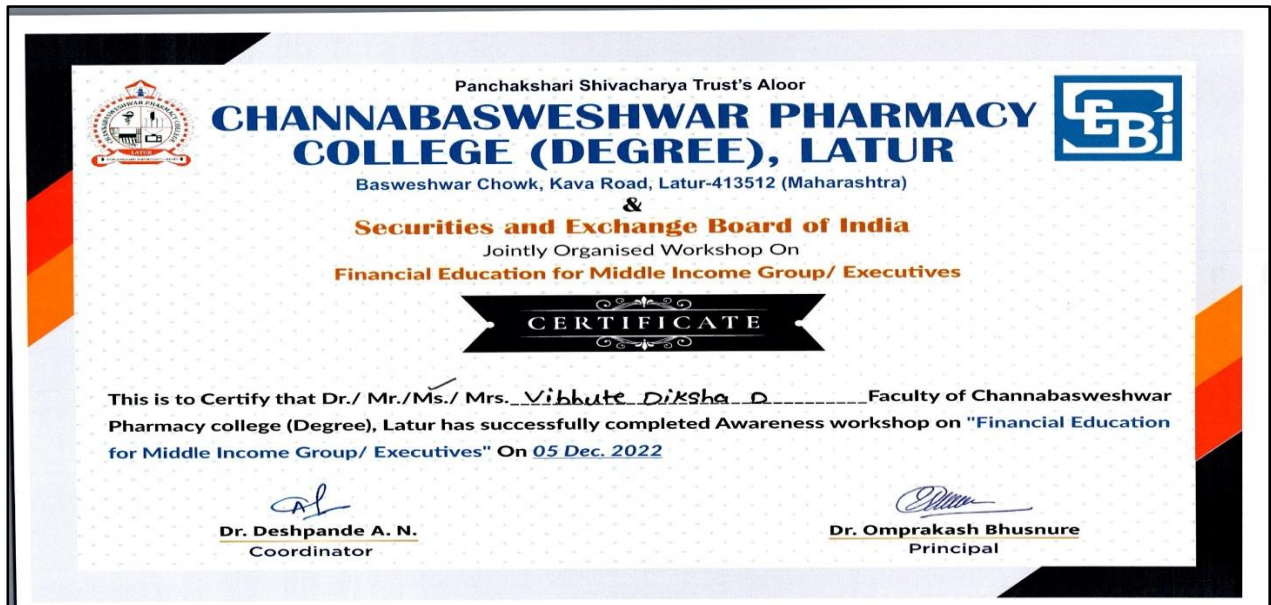 Panchakshari Shivacharya Trust's Aloor
CHANNABASWESHWAR PHARMACY
COLLEGE (DEGREE), LATUR
Basweshwar Chowk, Kava Road, Latur-413512 (Maharashtra)
&
Securities and Exchange Board of India
Jointly Organised Workshop On
Financial Education for Middle Income Group/ Executives
CERTIFICATE
This is to Certify that Dr./ Mr./Ms./ Mrs. Vibhute Diksha D Faculty of Channabasweshwar
Pharmacy college (Degree), Latur has successfully completed Awareness workshop on "Financial Education
for Middle Income Group/ Executives" On 05 Dec. 2022
Dr. Deshpande A. N.
Coordinator
Dr. Omprakash Bhusnure
Principal
SEBI
LATUR